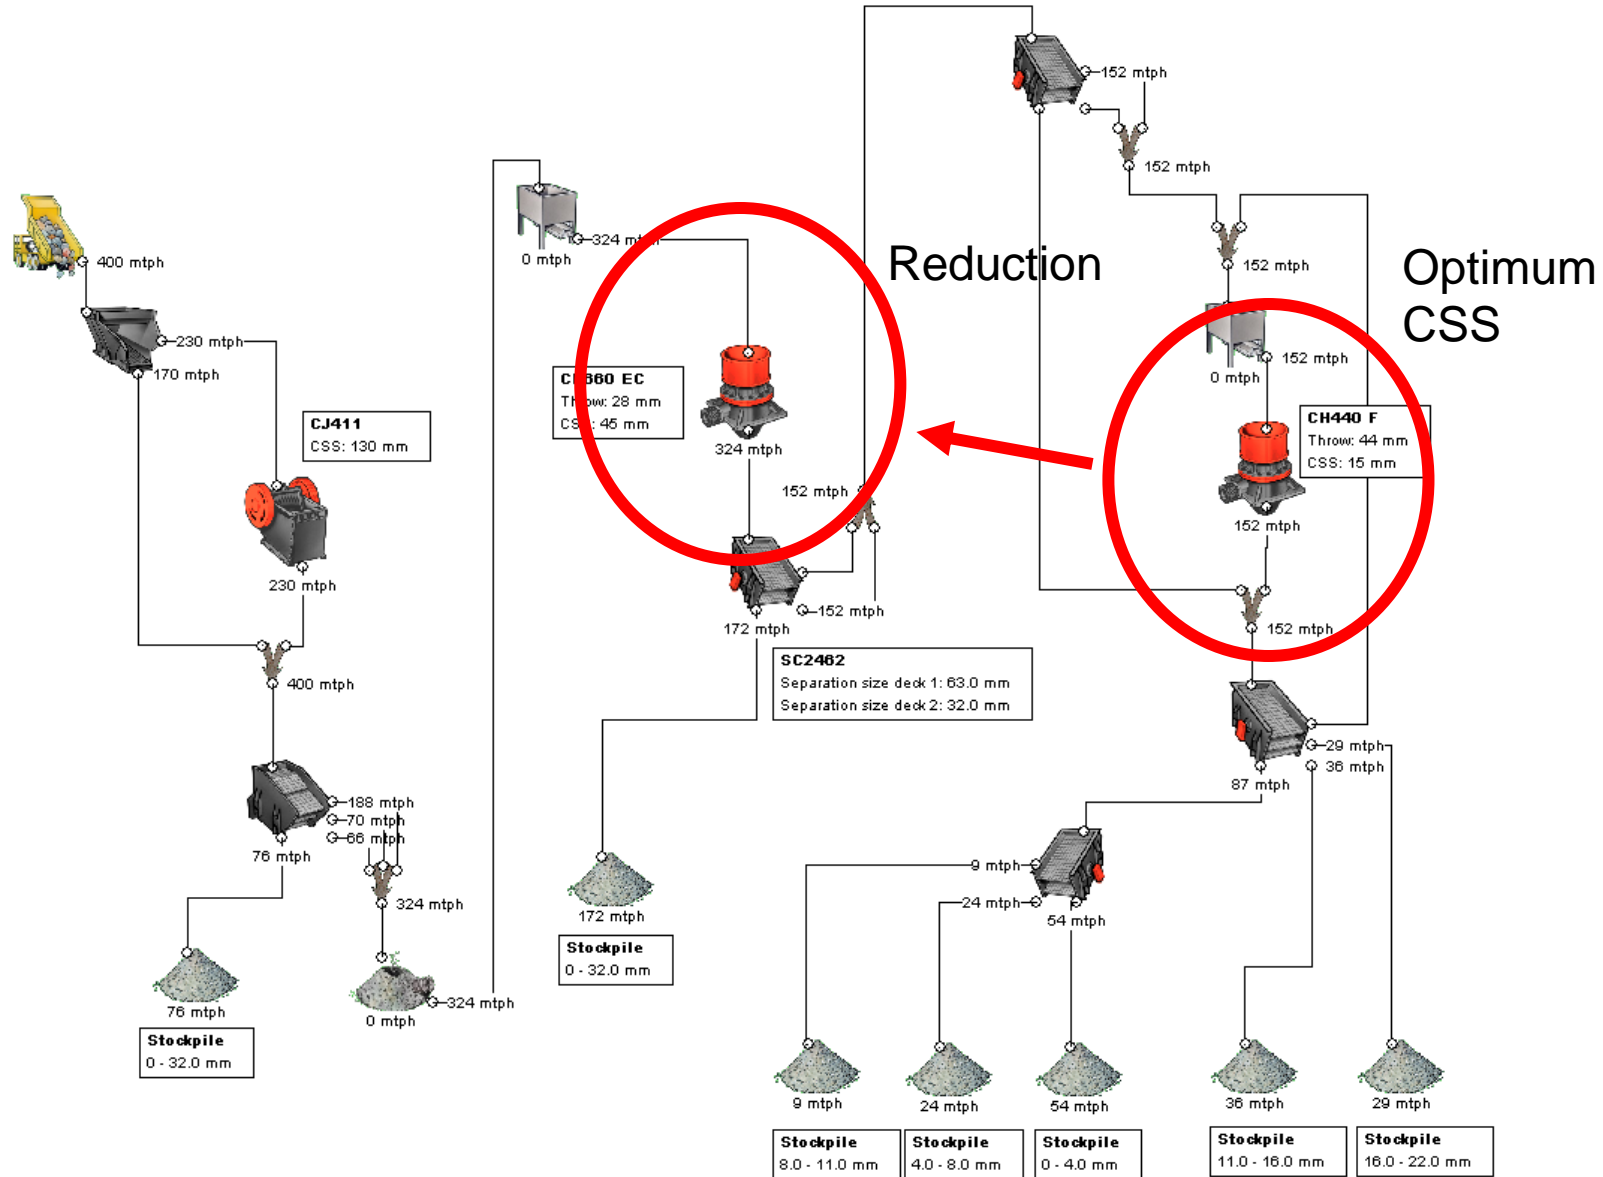 152 mtph
152 mtph
400 mtph
324 mtph
0 mtph
Reduction
152 mtph
Optimum
CSS
230 mtph
170 mtph
152 mtph
0 mtph
CH660 EC
Throw: 28 mm
CSS: 45 mm
CJ411
CSS: 130 mm
CH440 F
Throw: 44 mm
CSS: 15 mm
324 mtph
152 mtph
152 mtph
230 mtph
152 mtph
172 mtph
152 mtph
SC2462
Separation size deck 1: 63.0 mm
Separation size deck 2: 32.0 mm
400 mtph
29 mtph
36 mtph
87 mtph
188 mtph
70 mtph
66 mtph
76 mtph
9 mtph
24 mtph
54 mtph
324 mtph
172 mtph
Stockpile
0 - 32.0 mm
324 mtph
76 mtph
0 mtph
Stockpile
0 - 32.0 mm
9 mtph
24 mtph
54 mtph
36 mtph
29 mtph
Stockpile
8.0 - 11.0 mm
Stockpile
4.0 - 8.0 mm
Stockpile
0 - 4.0 mm
Stockpile
11.0 - 16.0 mm
Stockpile
16.0 - 22.0 mm